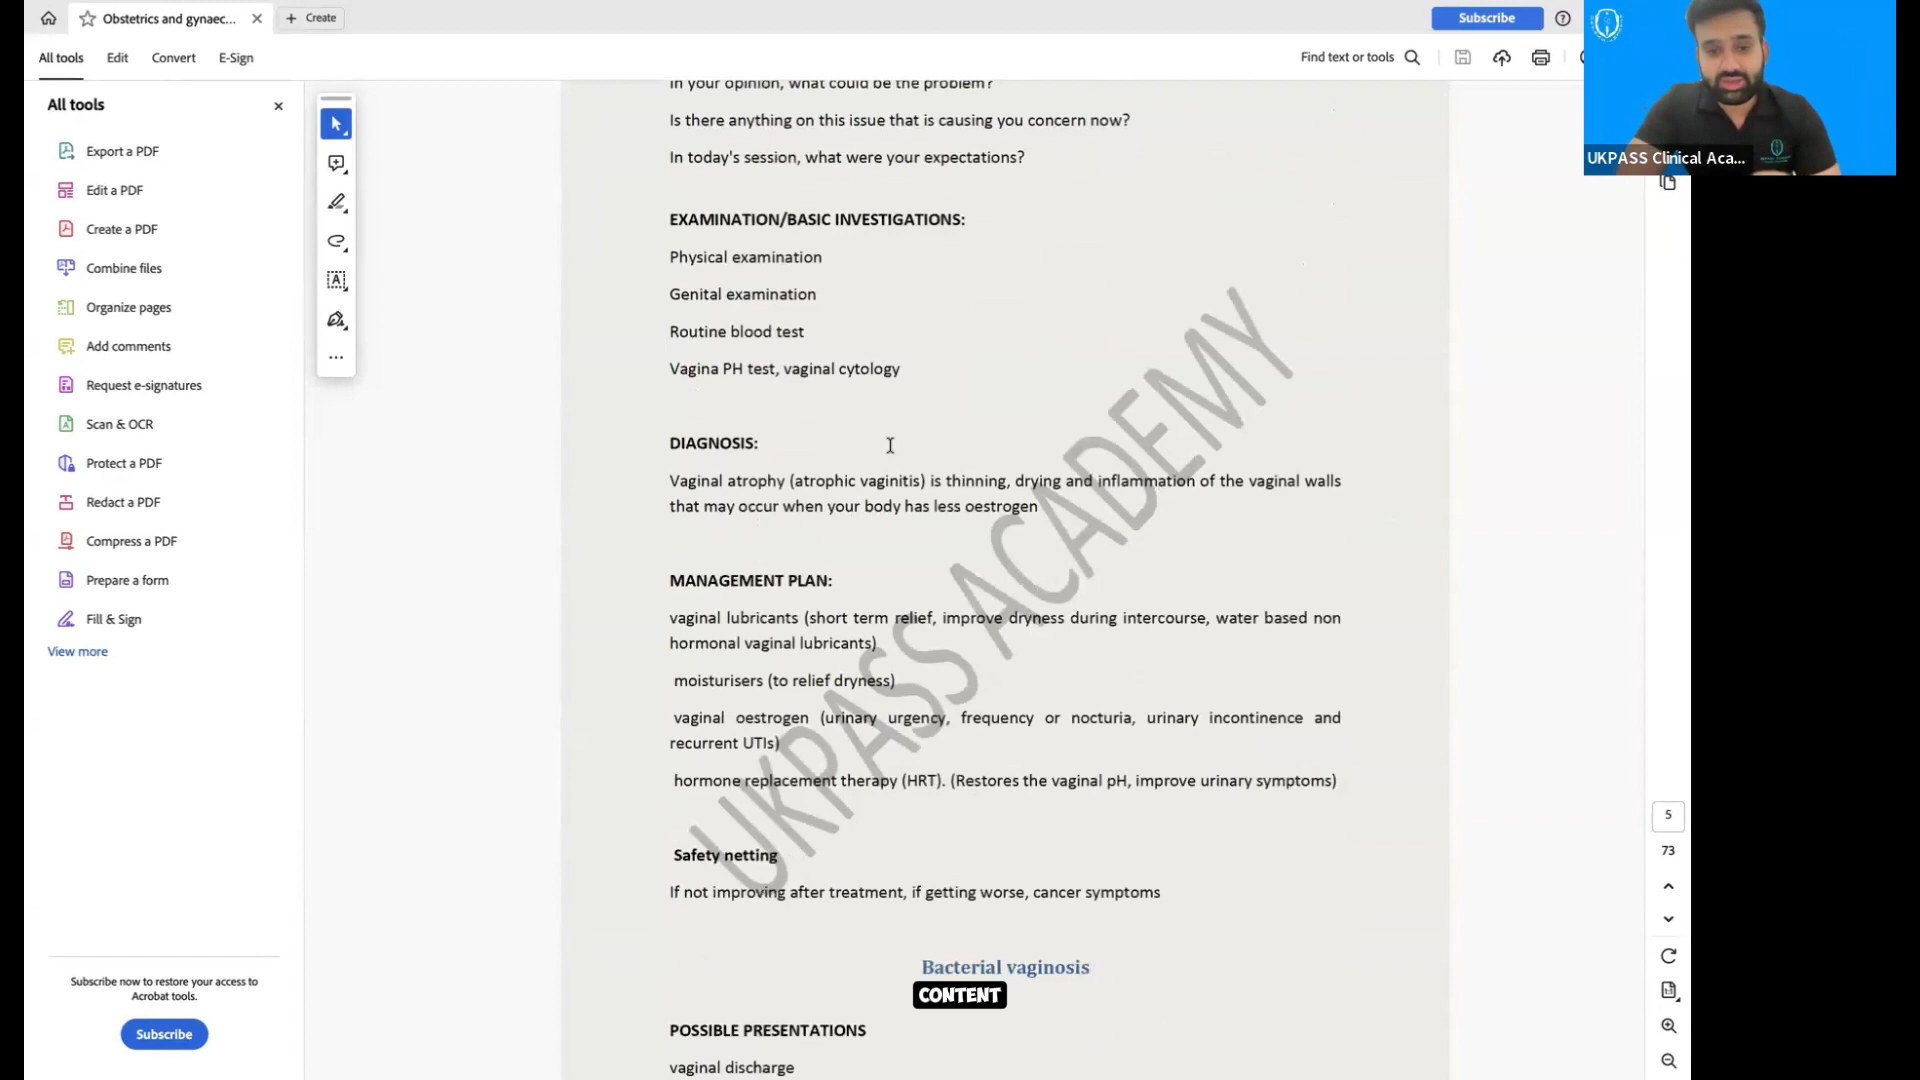 Obstetrics and gynaec...
Create
Subscribe
All tools
Edit
Convert
E-Sign
Find text or tools
UKPASS Clinical Aca...
All tools
Export a PDF
Edit a PDF
Create a PDF
Combine files
Organize pages
Add comments
Request e-signatures
Scan & OCR
Protect a PDF
Redact a PDF
Compress a PDF
Prepare a form
Fill & Sign
View more
Subscribe now to restore your access to
Acrobat tools.
Subscribe
In your opinion, what could be the problem?
Is there anything on this issue that is causing you concern now?
In today's session, what were your expectations?
EXAMINATION/BASIC INVESTIGATIONS:
Physical examination
Genital examination
Routine blood test
Vagina PH test, vaginal cytology
DIAGNOSIS:
Vaginal atrophy (atrophic vaginitis) is thinning, drying and inflammation of the vaginal walls
that may occur when your body has less oestrogen
MANAGEMENT PLAN:
vaginal lubricants (short term relief, improve dryness during intercourse, water based non
hormonal vaginal lubricants)
moisturisers (to relief dryness)
vaginal oestrogen (urinary urgency, frequency or nocturia, urinary incontinence and
recurrent UTIs)
hormone replacement therapy (HRT). (Restores the vaginal pH, improve urinary symptoms)
Safety netting
If not improving after treatment, if getting worse, cancer symptoms
Bacterial vaginosis
CONTENT
POSSIBLE PRESENTATIONS
vaginal discharge
UKPASS ACADEMY
5
73